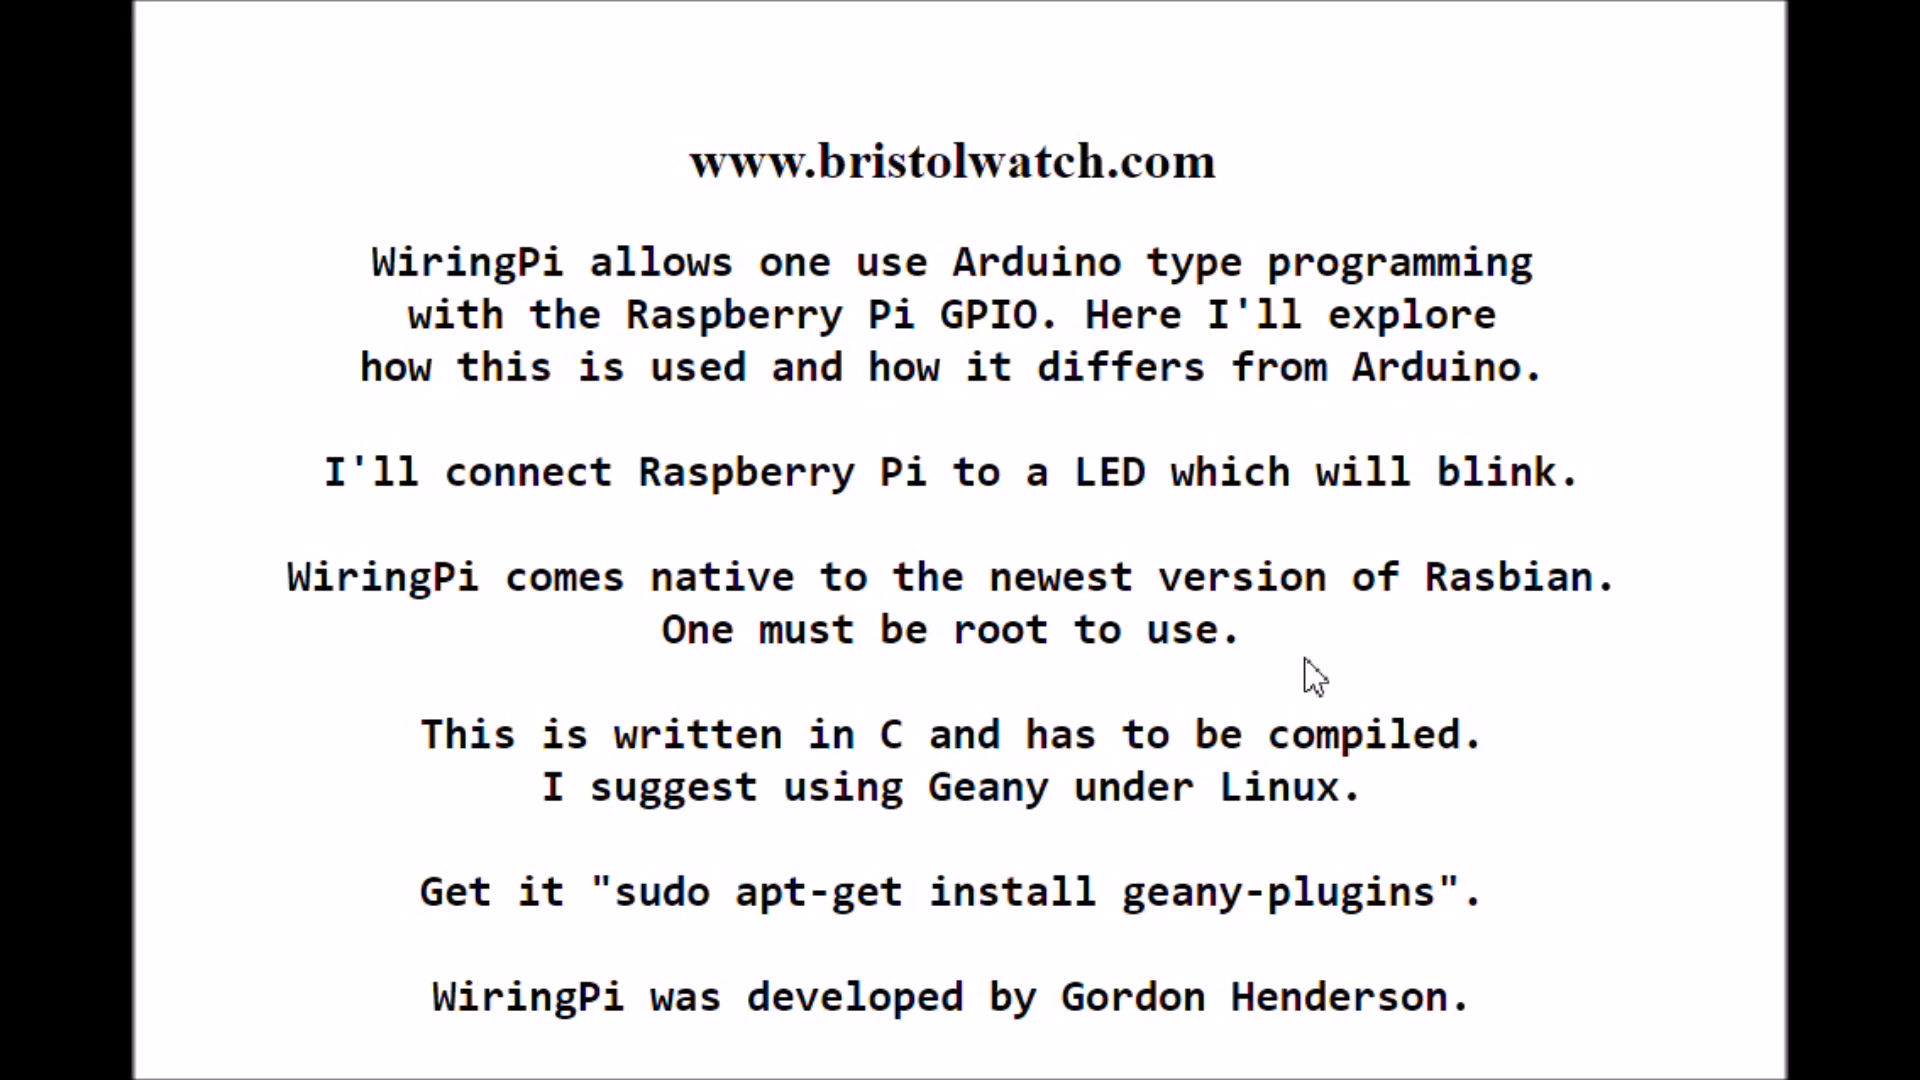 www.bristolwatch.com
WiringPi allows one use Arduino type programming
with the Raspberry Pi GPIO. Here I'll explore
how this is used and how it differs from Arduino.
I'll connect Raspberry Pi to a LED which will blink.
WiringPi comes native to the newest version of Rasbian.
One must be root to use.
This is written in C and has to be compiled.
I suggest using Geany under Linux.
Get it "sudo apt-get install geany-plugins".
WiringPi was developed by Gordon Henderson.